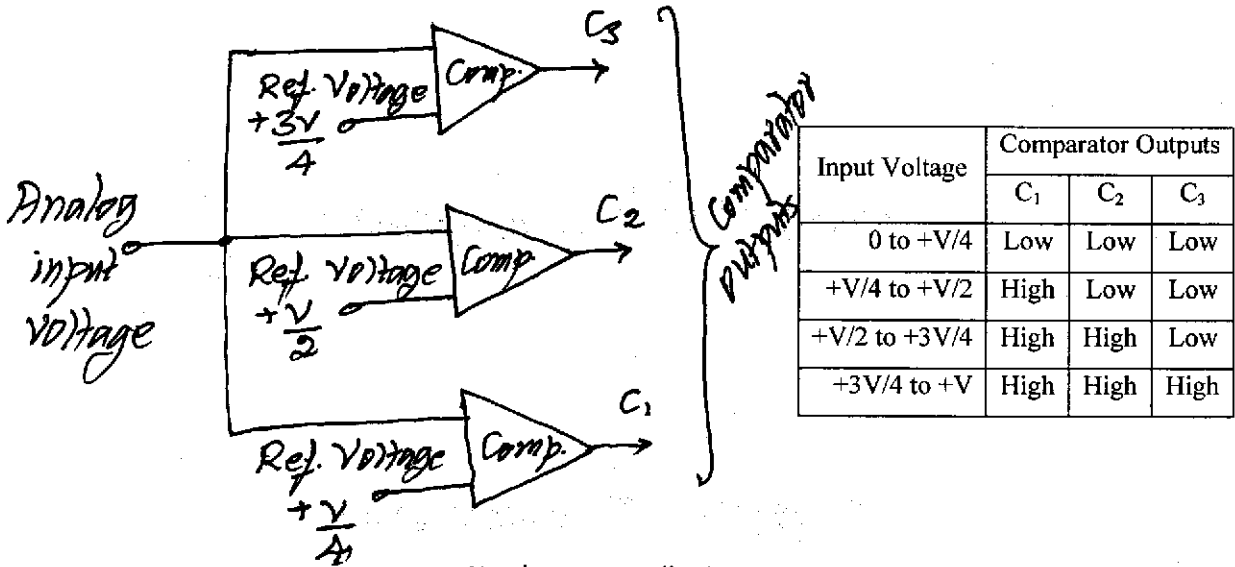 C3
Comp.
Ref. Voltage
+3V
4
Analog
input
voltage
C2
Comp.
Ref. Voltage
+V
2
C1
Comp.
Ref. Voltage
+V
4
Comparator
outputs
Input Voltage Comparator Outputs
C₁ C₂ C₃
0 to +V/4 Low Low Low
+V/4 to +V/2 High Low Low
+V/2 to +3V/4 High High Low
+3V/4 to +V High High High